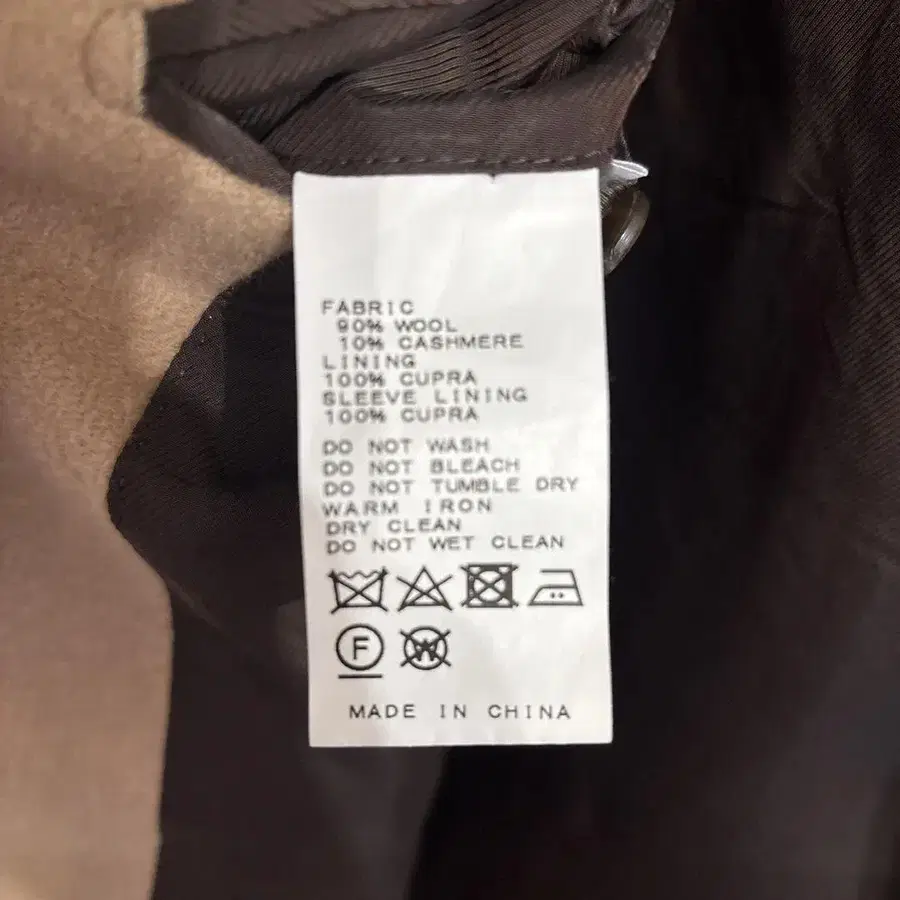 FABRIC
90% WOOL
10% CASHMERE
LINING
100% CUPRA
SLEEVE LINING
100% CUPRA
DO NOT WASH
DO NOT BLEACH
DO NOT TUMBLE DRY
WARM IRON
DRY CLEAN
DO NOT WET CLEAN
F W
MADE IN CHINA